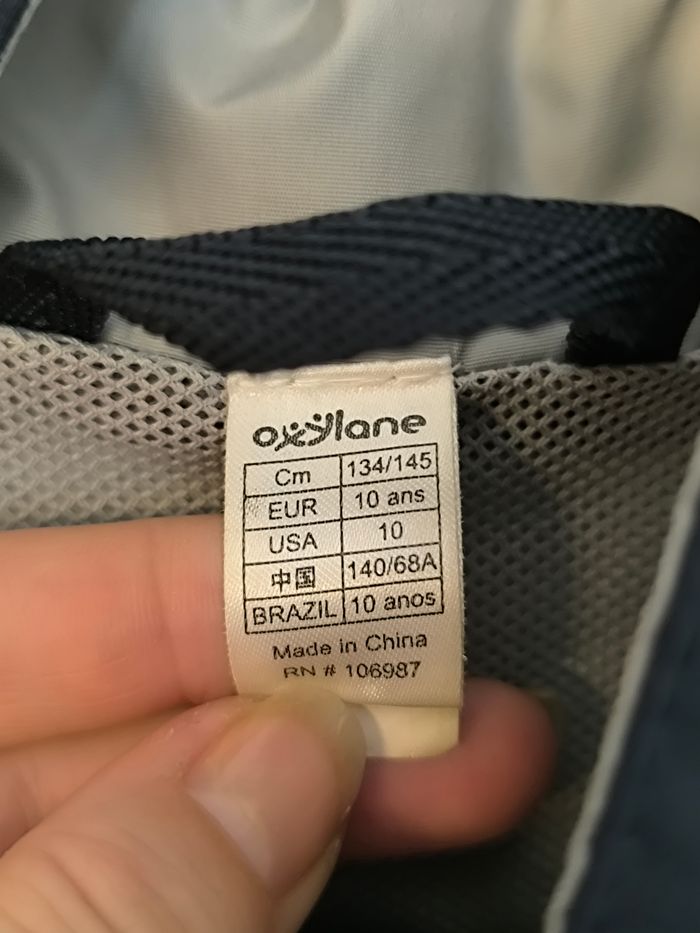 oxylane
Cm 134/145
EUR 10 ans
USA 10
中国 140/68A
BRAZIL 10 anos
Made in China
RN # 106987